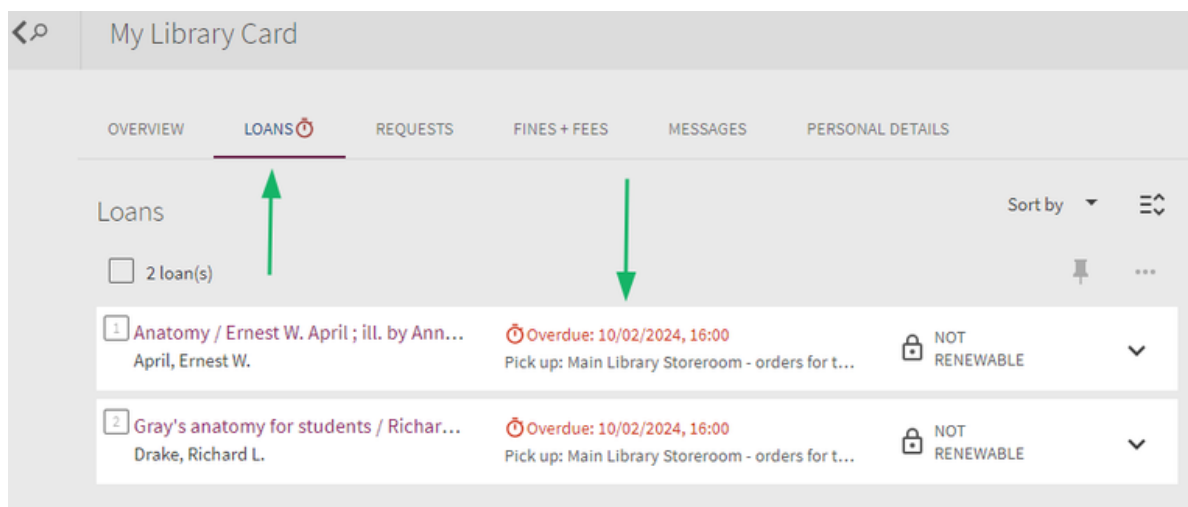 My Library Card
OVERVIEW LOANS REQUESTS FINES + FEES MESSAGES PERSONAL DETAILS
Loans
Sort by
2 loan(s)
1 Anatomy / Ernest W. April ; ill. by Ann...
April, Ernest W.
Overdue: 10/02/2024, 16:00
Pick up: Main Library Storeroom - orders for t...
NOT
RENEWABLE
2 Gray's anatomy for students / Richar...
Drake, Richard L.
Overdue: 10/02/2024, 16:00
Pick up: Main Library Storeroom - orders for t...
NOT
RENEWABLE